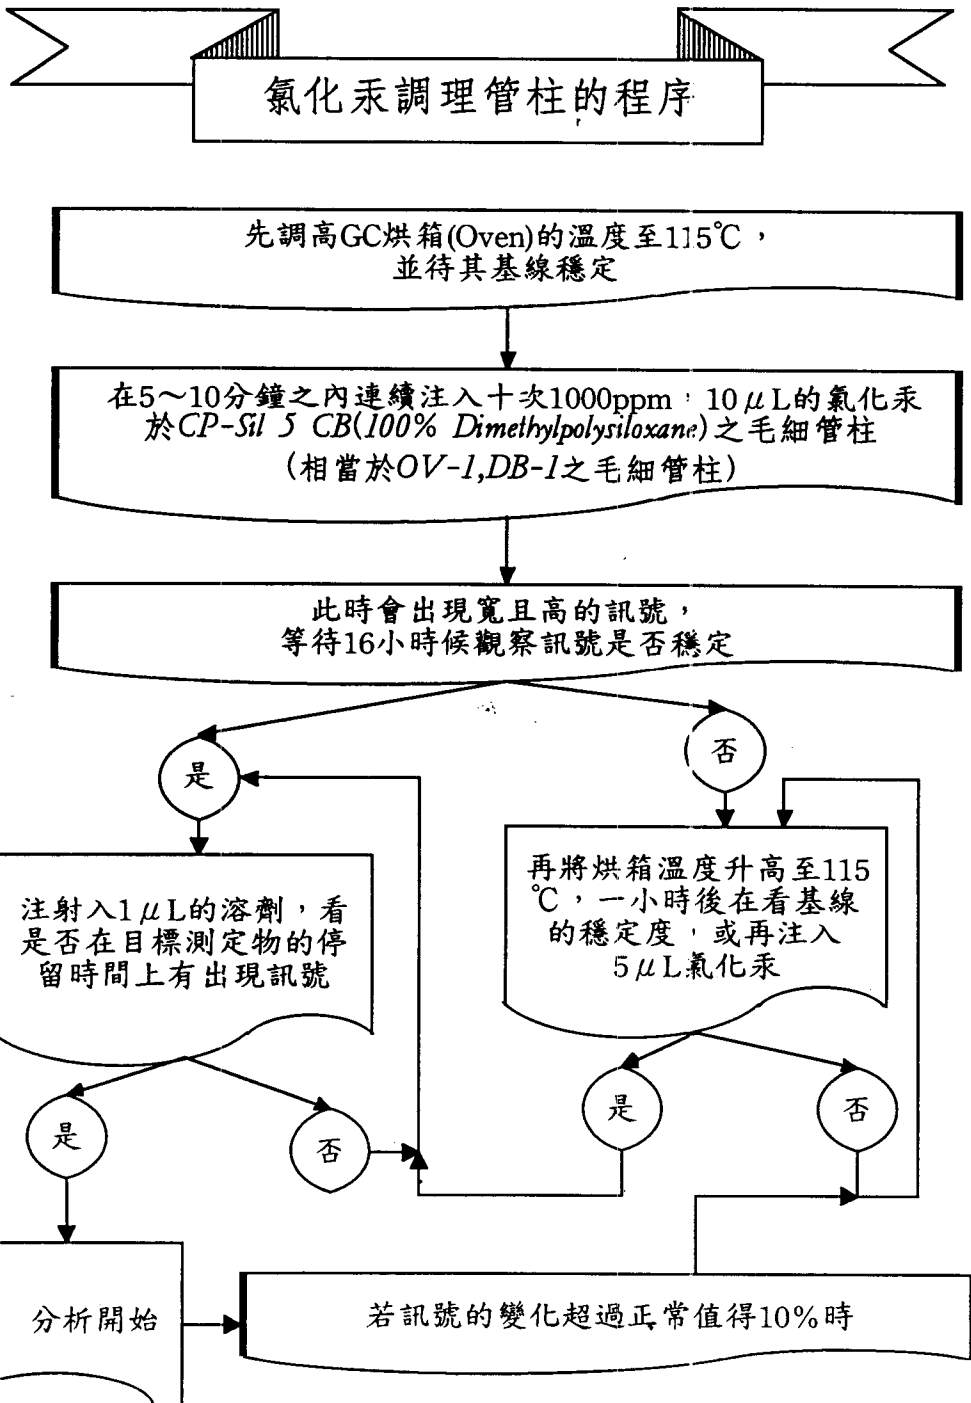 氯化汞調理管柱的程序
先調高GC烘箱(Oven)的溫度至115℃，
並待其基線穩定
在5～10分鐘之內連續注入十次1000ppm，10μL的氯化汞
於CP-Sil 5 CB(100% Dimethylpolysiloxane)之毛細管柱
(相當於OV-1,DB-1之毛細管柱)
此時會出現寬且高的訊號，
等待16小時候觀察訊號是否穩定
是
否
注射入1μL的溶劑，看
是否在目標測定物的停
留時間上有出現訊號
再將烘箱溫度升高至115
℃，一小時後在看基線
的穩定度，或再注入
5μL氯化汞
是
否
是
否
分析開始
若訊號的變化超過正常值得10%時